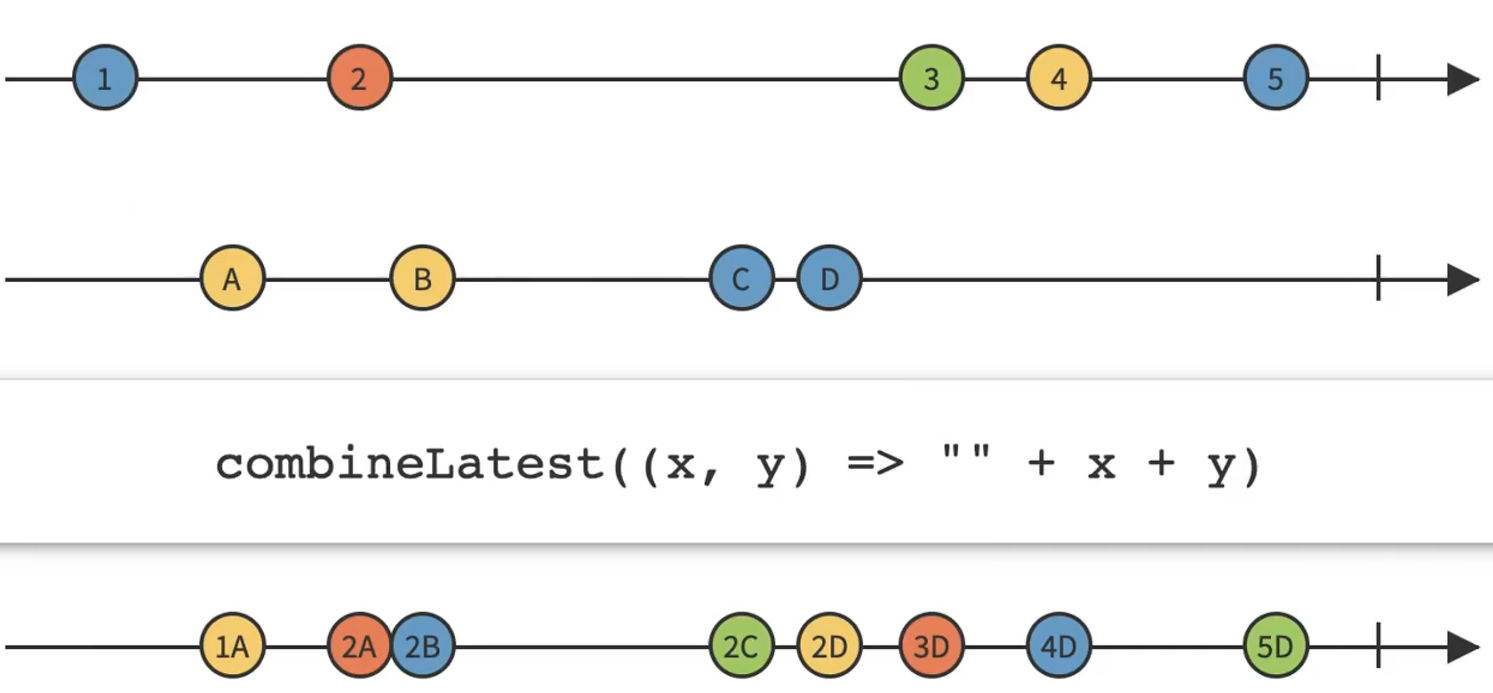 1 2 3 4 5
A B C D
combineLatest((x, y) => "" + x + y)
1A 2A 2B 2C 2D 3D 4D 5D